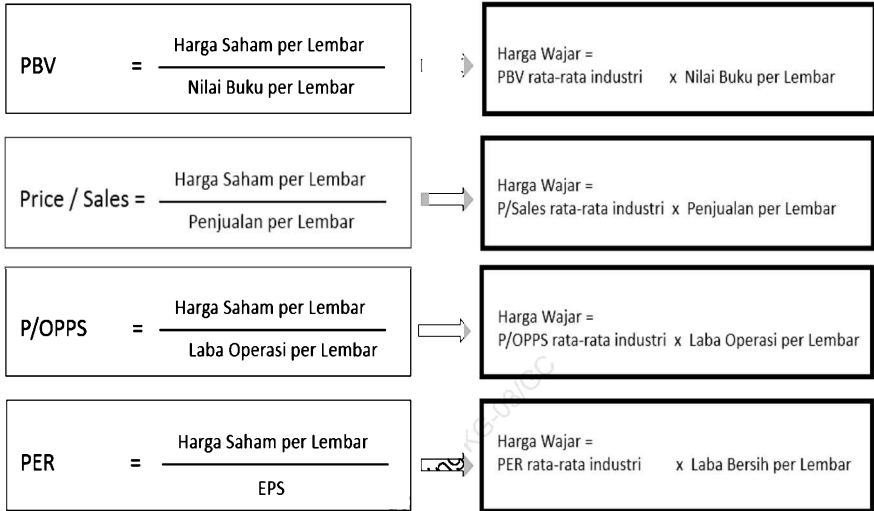 PBV = Harga Saham per Lembar
Nilai Buku per Lembar
Harga Wajar =
PBV rata-rata industri x Nilai Buku per Lembar
Price / Sales = Harga Saham per Lembar
Penjualan per Lembar
Harga Wajar =
P/Sales rata-rata industri x Penjualan per Lembar
P/OPPS = Harga Saham per Lembar
Laba Operasi per Lembar
Harga Wajar =
P/OPPS rata-rata industri x Laba Operasi per Lembar
PER = Harga Saham per Lembar
EPS
Harga Wajar =
PER rata-rata industri x Laba Bersih per Lembar
KG-03/CC